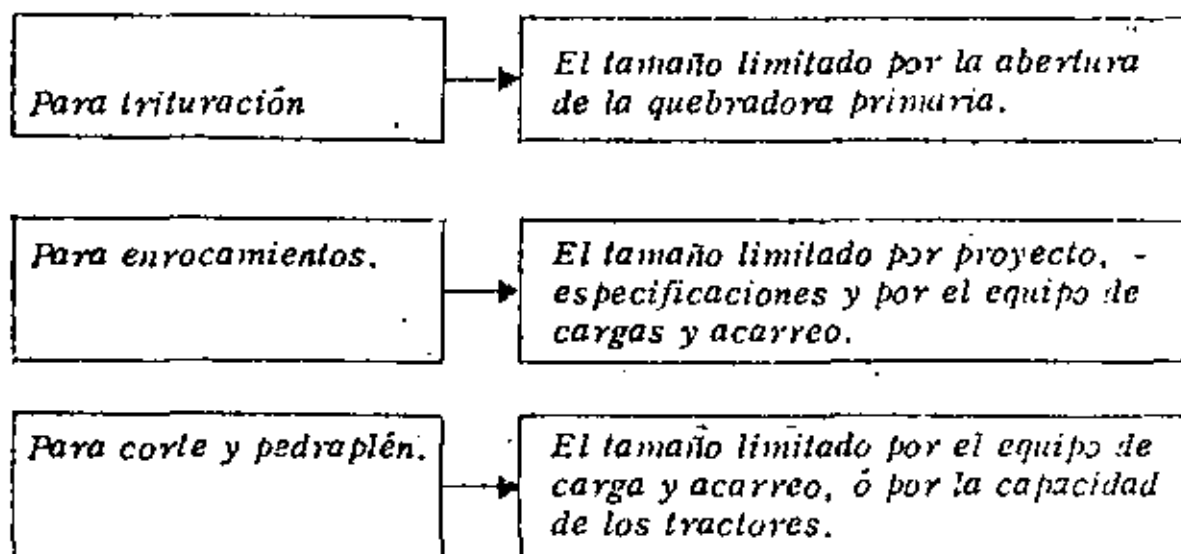 Para trituración
El tamaño limitado por la abertura
de la quebradora primaria.
Para enrocamientos.
El tamaño limitado por proyecto, -
especificaciones y por el equipo de
cargas y acarreo.
Para corte y pedraplén.
El tamaño limitado por el equipo de
carga y acarreo, ó por la capacidad
de los tractores.